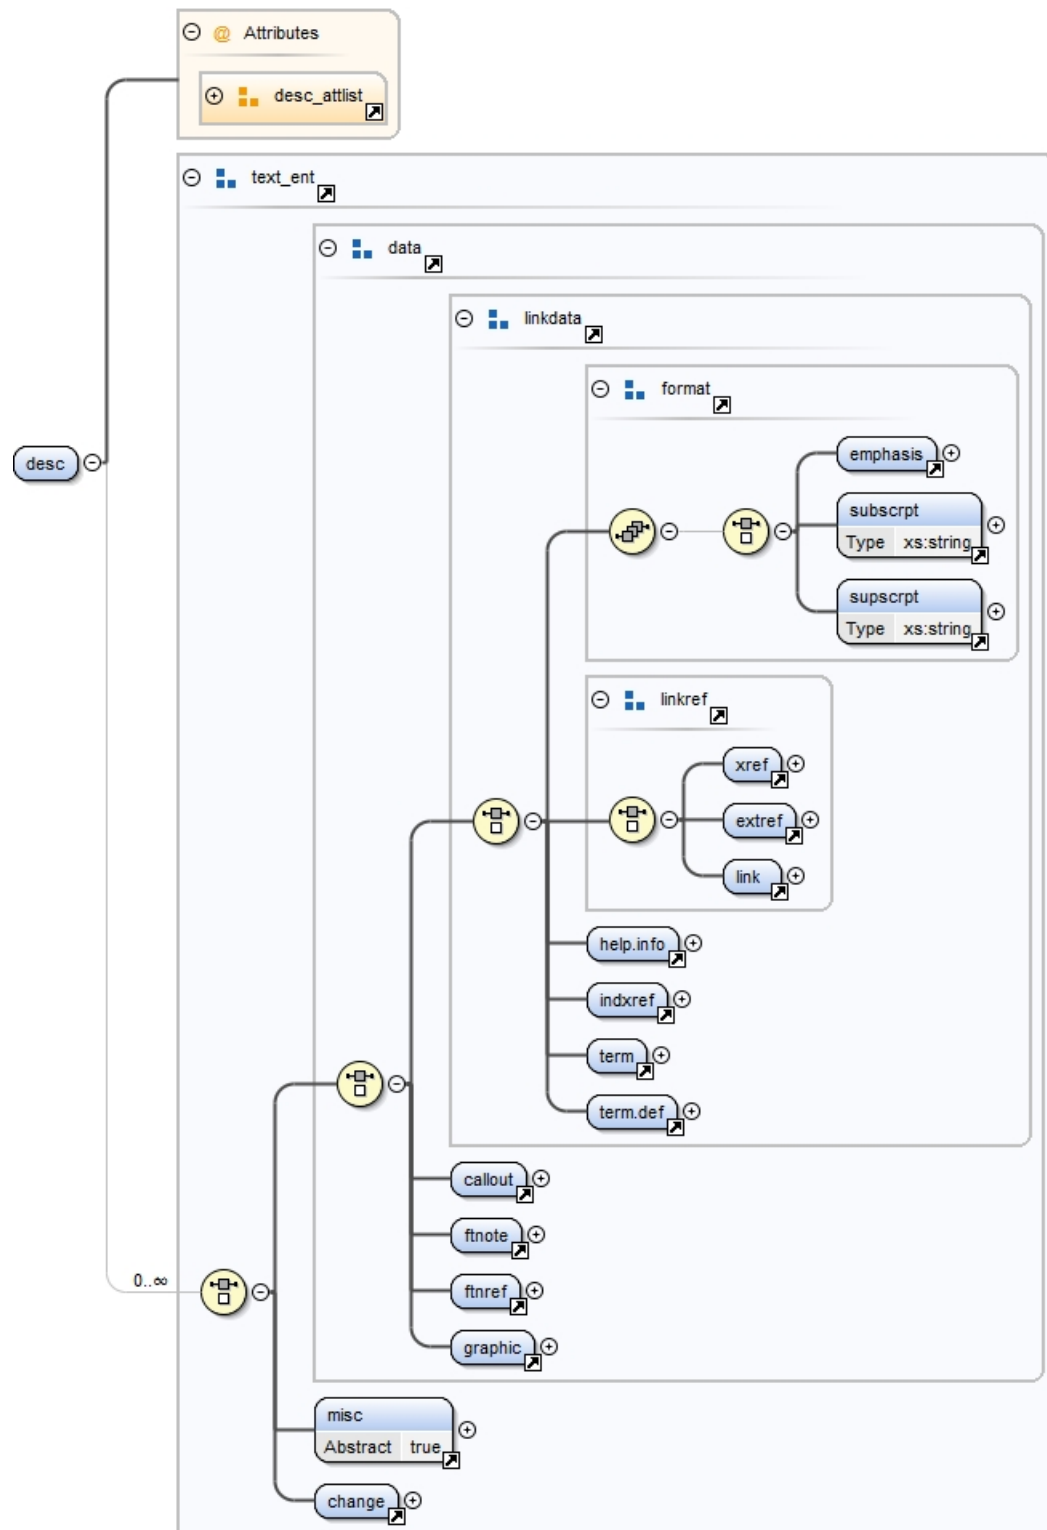 @ Attributes
desc_attlist
text_ent
data
linkdata
format
desc
emphasis
subscrpt
Type xs:string
supscrpt
Type xs:string
linkref
xref
extref
link
help.info
indxref
term
term.def
callout
ftnote
0..∞
ftnref
graphic
misc
Abstract true
change